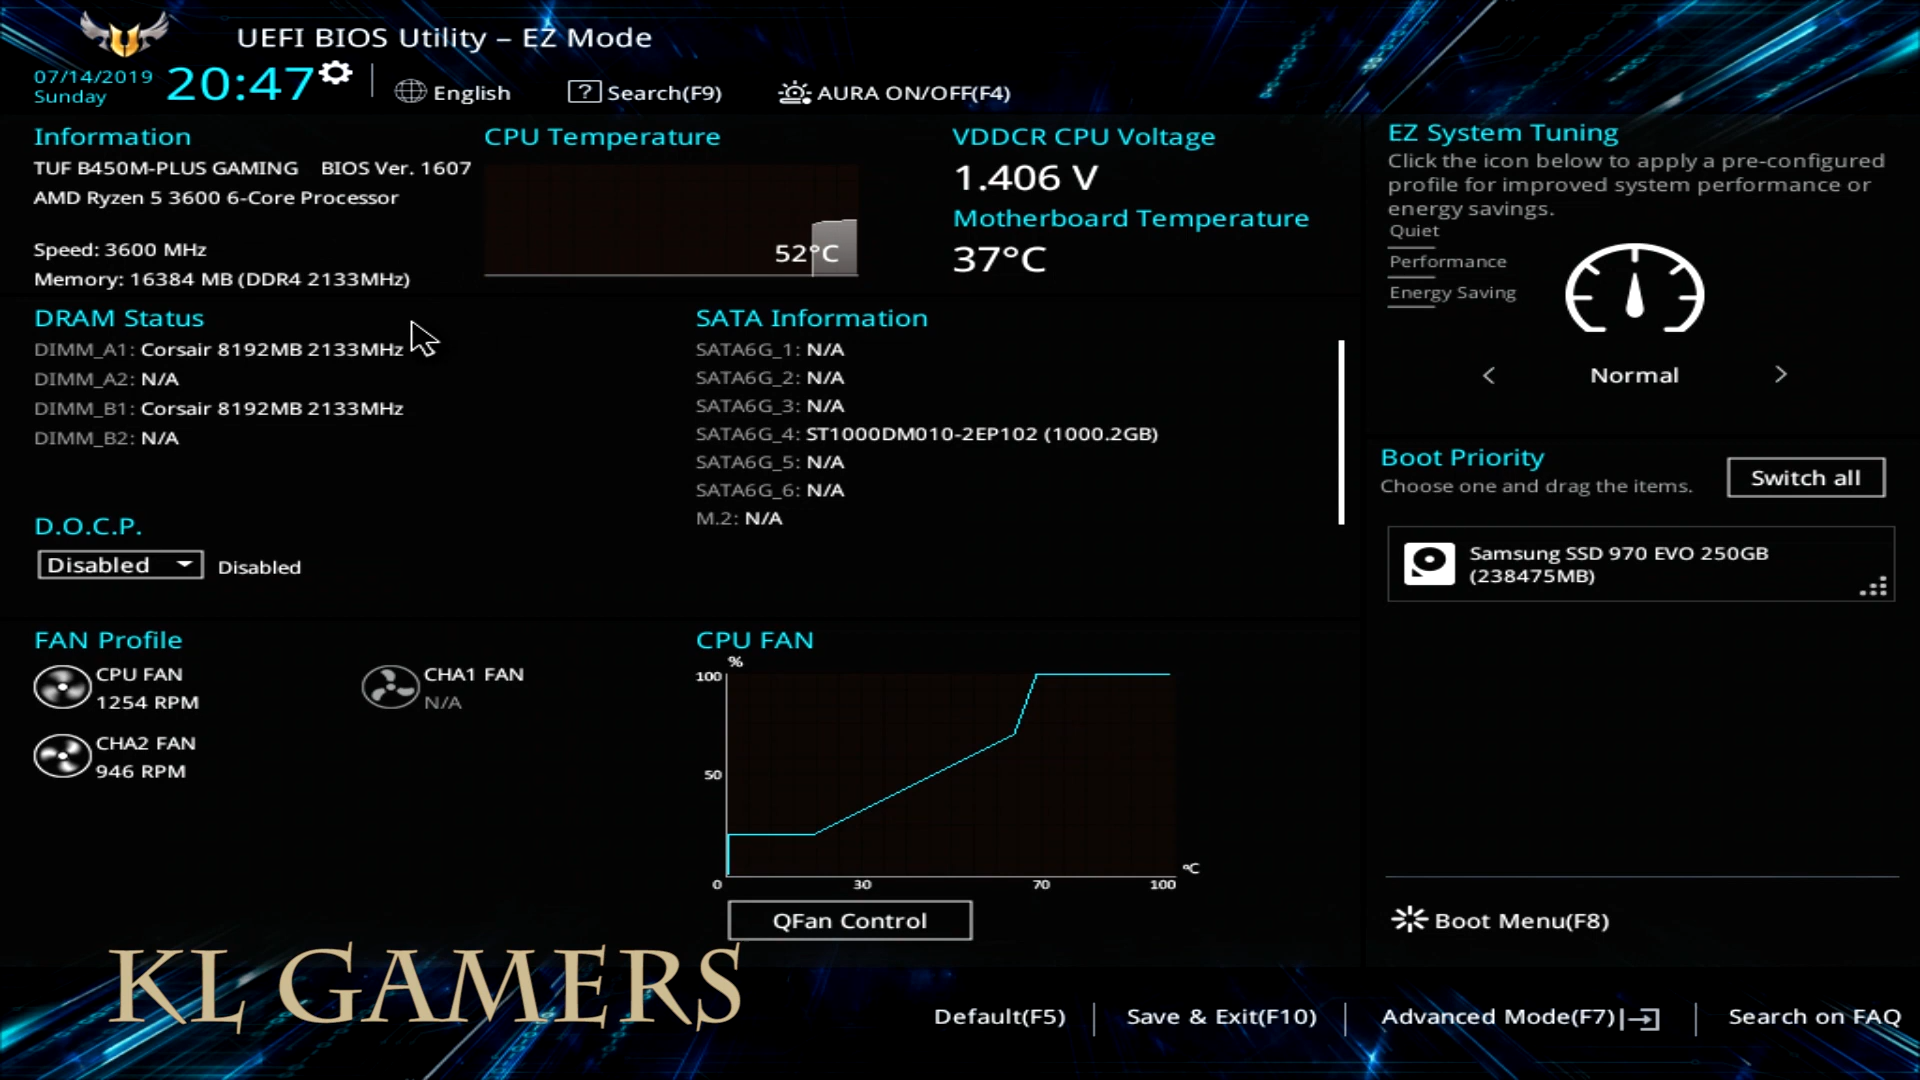 UEFI BIOS Utility – EZ Mode
07/14/2019
Sunday
20:47
English
Search(F9)
AURA ON/OFF(F4)
Information
TUF B450M-PLUS GAMING BIOS Ver. 1607
AMD Ryzen 5 3600 6-Core Processor
Speed: 3600 MHz
Memory: 16384 MB (DDR4 2133MHz)
CPU Temperature
52°C
VDDCR CPU Voltage
1.406 V
Motherboard Temperature
37°C
EZ System Tuning
Click the icon below to apply a pre-configured
profile for improved system performance or
energy savings.
Quiet
Performance
Energy Saving
Normal
DRAM Status
DIMM_A1: Corsair 8192MB 2133MHz
DIMM_A2: N/A
DIMM_B1: Corsair 8192MB 2133MHz
DIMM_B2: N/A
SATA Information
SATA6G_1: N/A
SATA6G_2: N/A
SATA6G_3: N/A
SATA6G_4: ST1000DM010-2EP102 (1000.2GB)
SATA6G_5: N/A
SATA6G_6: N/A
M.2: N/A
D.O.C.P.
Disabled Disabled
Boot Priority
Choose one and drag the items.
Switch all
Samsung SSD 970 EVO 250GB
(238475MB)
FAN Profile
CPU FAN
1254 RPM
CHA1 FAN
N/A
CHA2 FAN
946 RPM
CPU FAN
%
100
50
°C
0 30 70 100
QFan Control
Boot Menu(F8)
KL GAMERS
Default(F5)
Save & Exit(F10)
Advanced Mode(F7)
Search on FAQ